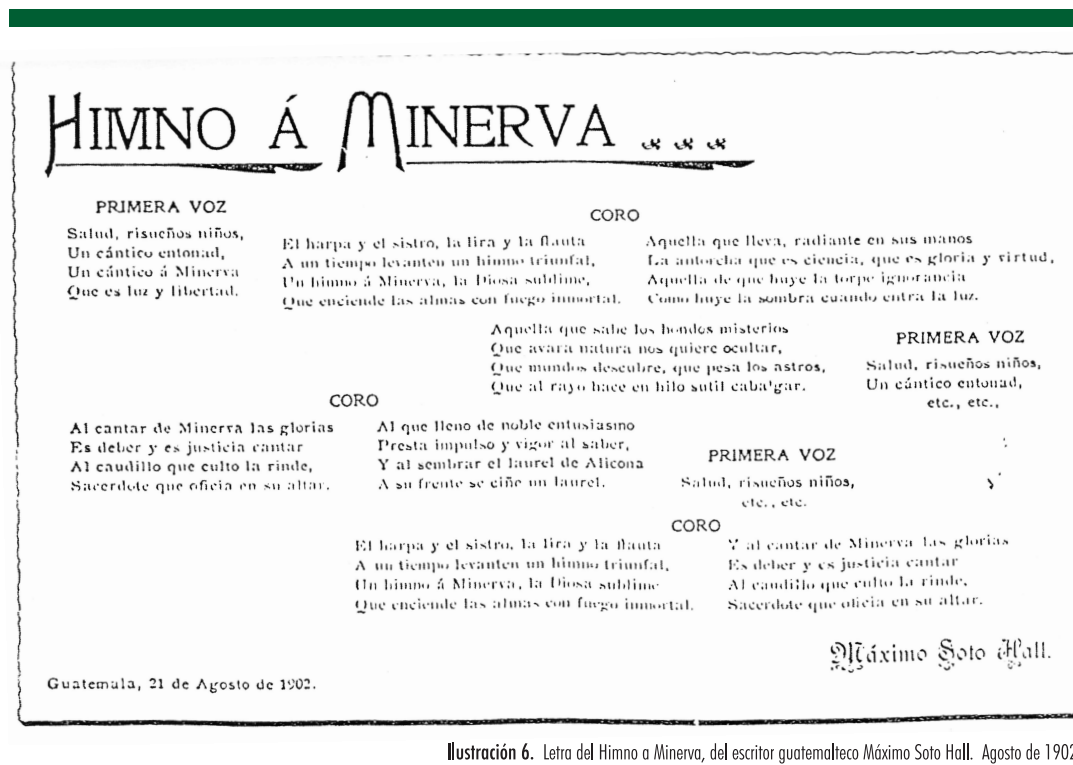 HIMNO Á MINERVA
PRIMERA VOZ
Salud, risueños niños,
Un cántico entonad,
Un cántico á Minerva
Que es luz y libertad.
CORO
El harpa y el sistro, la lira y la flauta
A un tiempo levanten un himno triunfal,
Un himno á Minerva, la Diosa sublime,
Que enciende las almas con fuego inmortal.
Aquella que lleva, radiante en sus manos
La antorcha que es ciencia, que es gloria y virtud,
Aquella de que huye la torpe ignorancia
Como huye la sombra cuando entra la luz.
Aquella que sabe los hondos misterios
Que avara natura nos quiere ocultar,
Que mundos descubre, que pesa los astros,
Que al rayo hace en hilo sutil cabalgar.
PRIMERA VOZ
Salud, risueños niños,
Un cántico entonad,
etc., etc.,
CORO
Al cantar de Minerva las glorias
Es deber y es justicia cantar
Al caudillo que culto la rinde,
Sacerdote que oficia en su altar.
Al que lleno de noble entusiasmo
Presta impulso y vigor al saber,
Y al sembrar el laurel de Alicona
A su frente se ciñe un laurel.
PRIMERA VOZ
Salud, risueños niños,
etc., etc.
CORO
El harpa y el sistro, la lira y la flauta
A un tiempo levanten un himno triunfal,
Un himno á Minerva, la Diosa sublime
Que enciende las almas con fuego inmortal.
Y al cantar de Minerva las glorias
Es deber y es justicia cantar
Al caudillo que culto la rinde,
Sacerdote que oficia en su altar.
Máximo Soto Hall.
Guatemala, 21 de Agosto de 1902.
Ilustración 6. Letra del Himno a Minerva, del escritor guatemalteco Máximo Soto Hall. Agosto de 1902